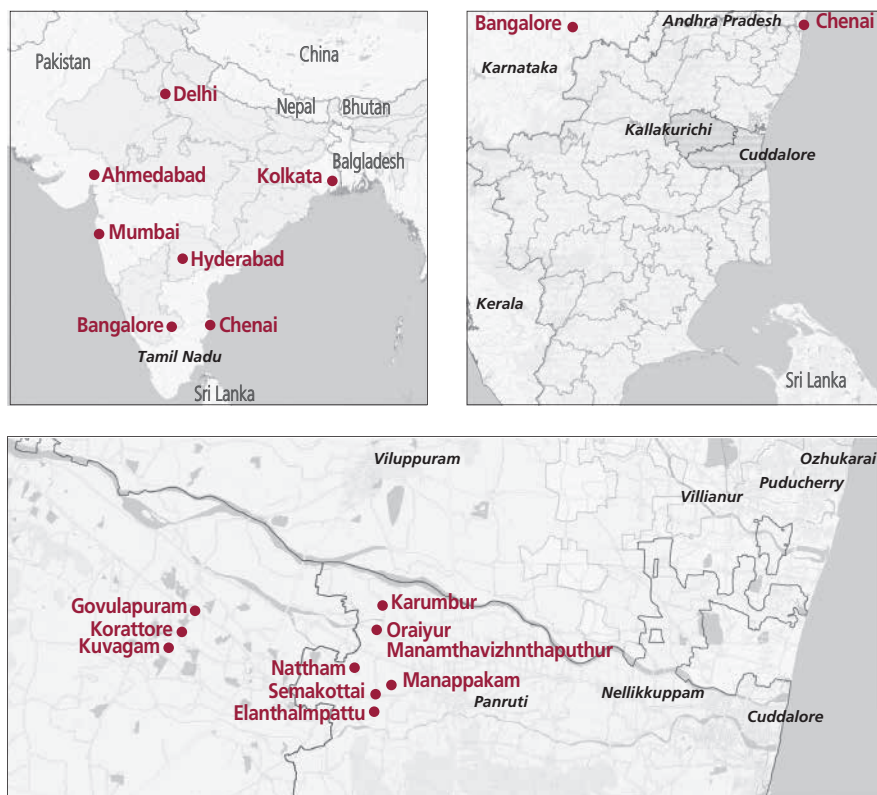 Pakistan
China
Delhi
Nepal
Bhutan
Balgladesh
Ahmedabad
Kolkata
Mumbai
Hyderabad
Bangalore
Chenai
Tamil Nadu
Sri Lanka
Bangalore
Andhra Pradesh
Chenai
Karnataka
Kallakurichi
Cuddalore
Kerala
Sri Lanka
Viluppuram
Ozhukarai
Puducherry
Villianur
Govulapuram
Karumbur
Korattore
Oraiyur
Kuvagam
Manamthavizhnthaputhur
Nattham
Manappakam
Semakottai
Nellikkuppam
Panruti
Elanthalmpattu
Cuddalore